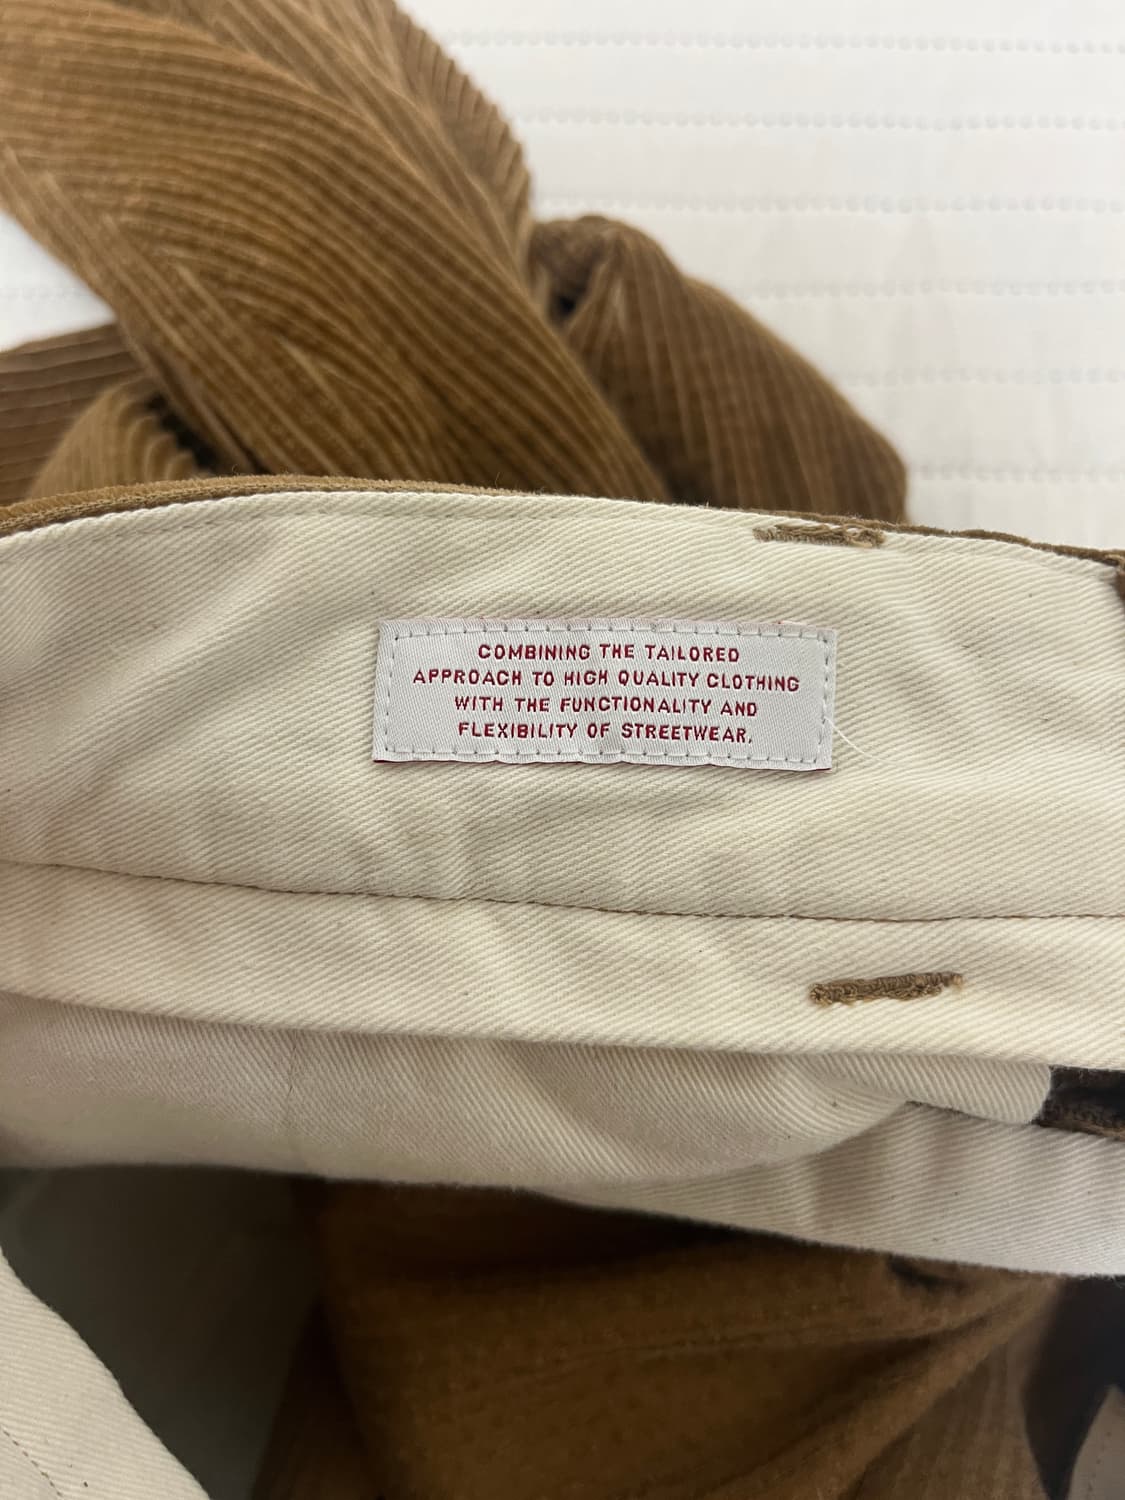 COMBINING THE TAILORED
APPROACH TO HIGH QUALITY CLOTHING
WITH THE FUNCTIONALITY AND
FLEXIBILITY OF STREETWEAR.